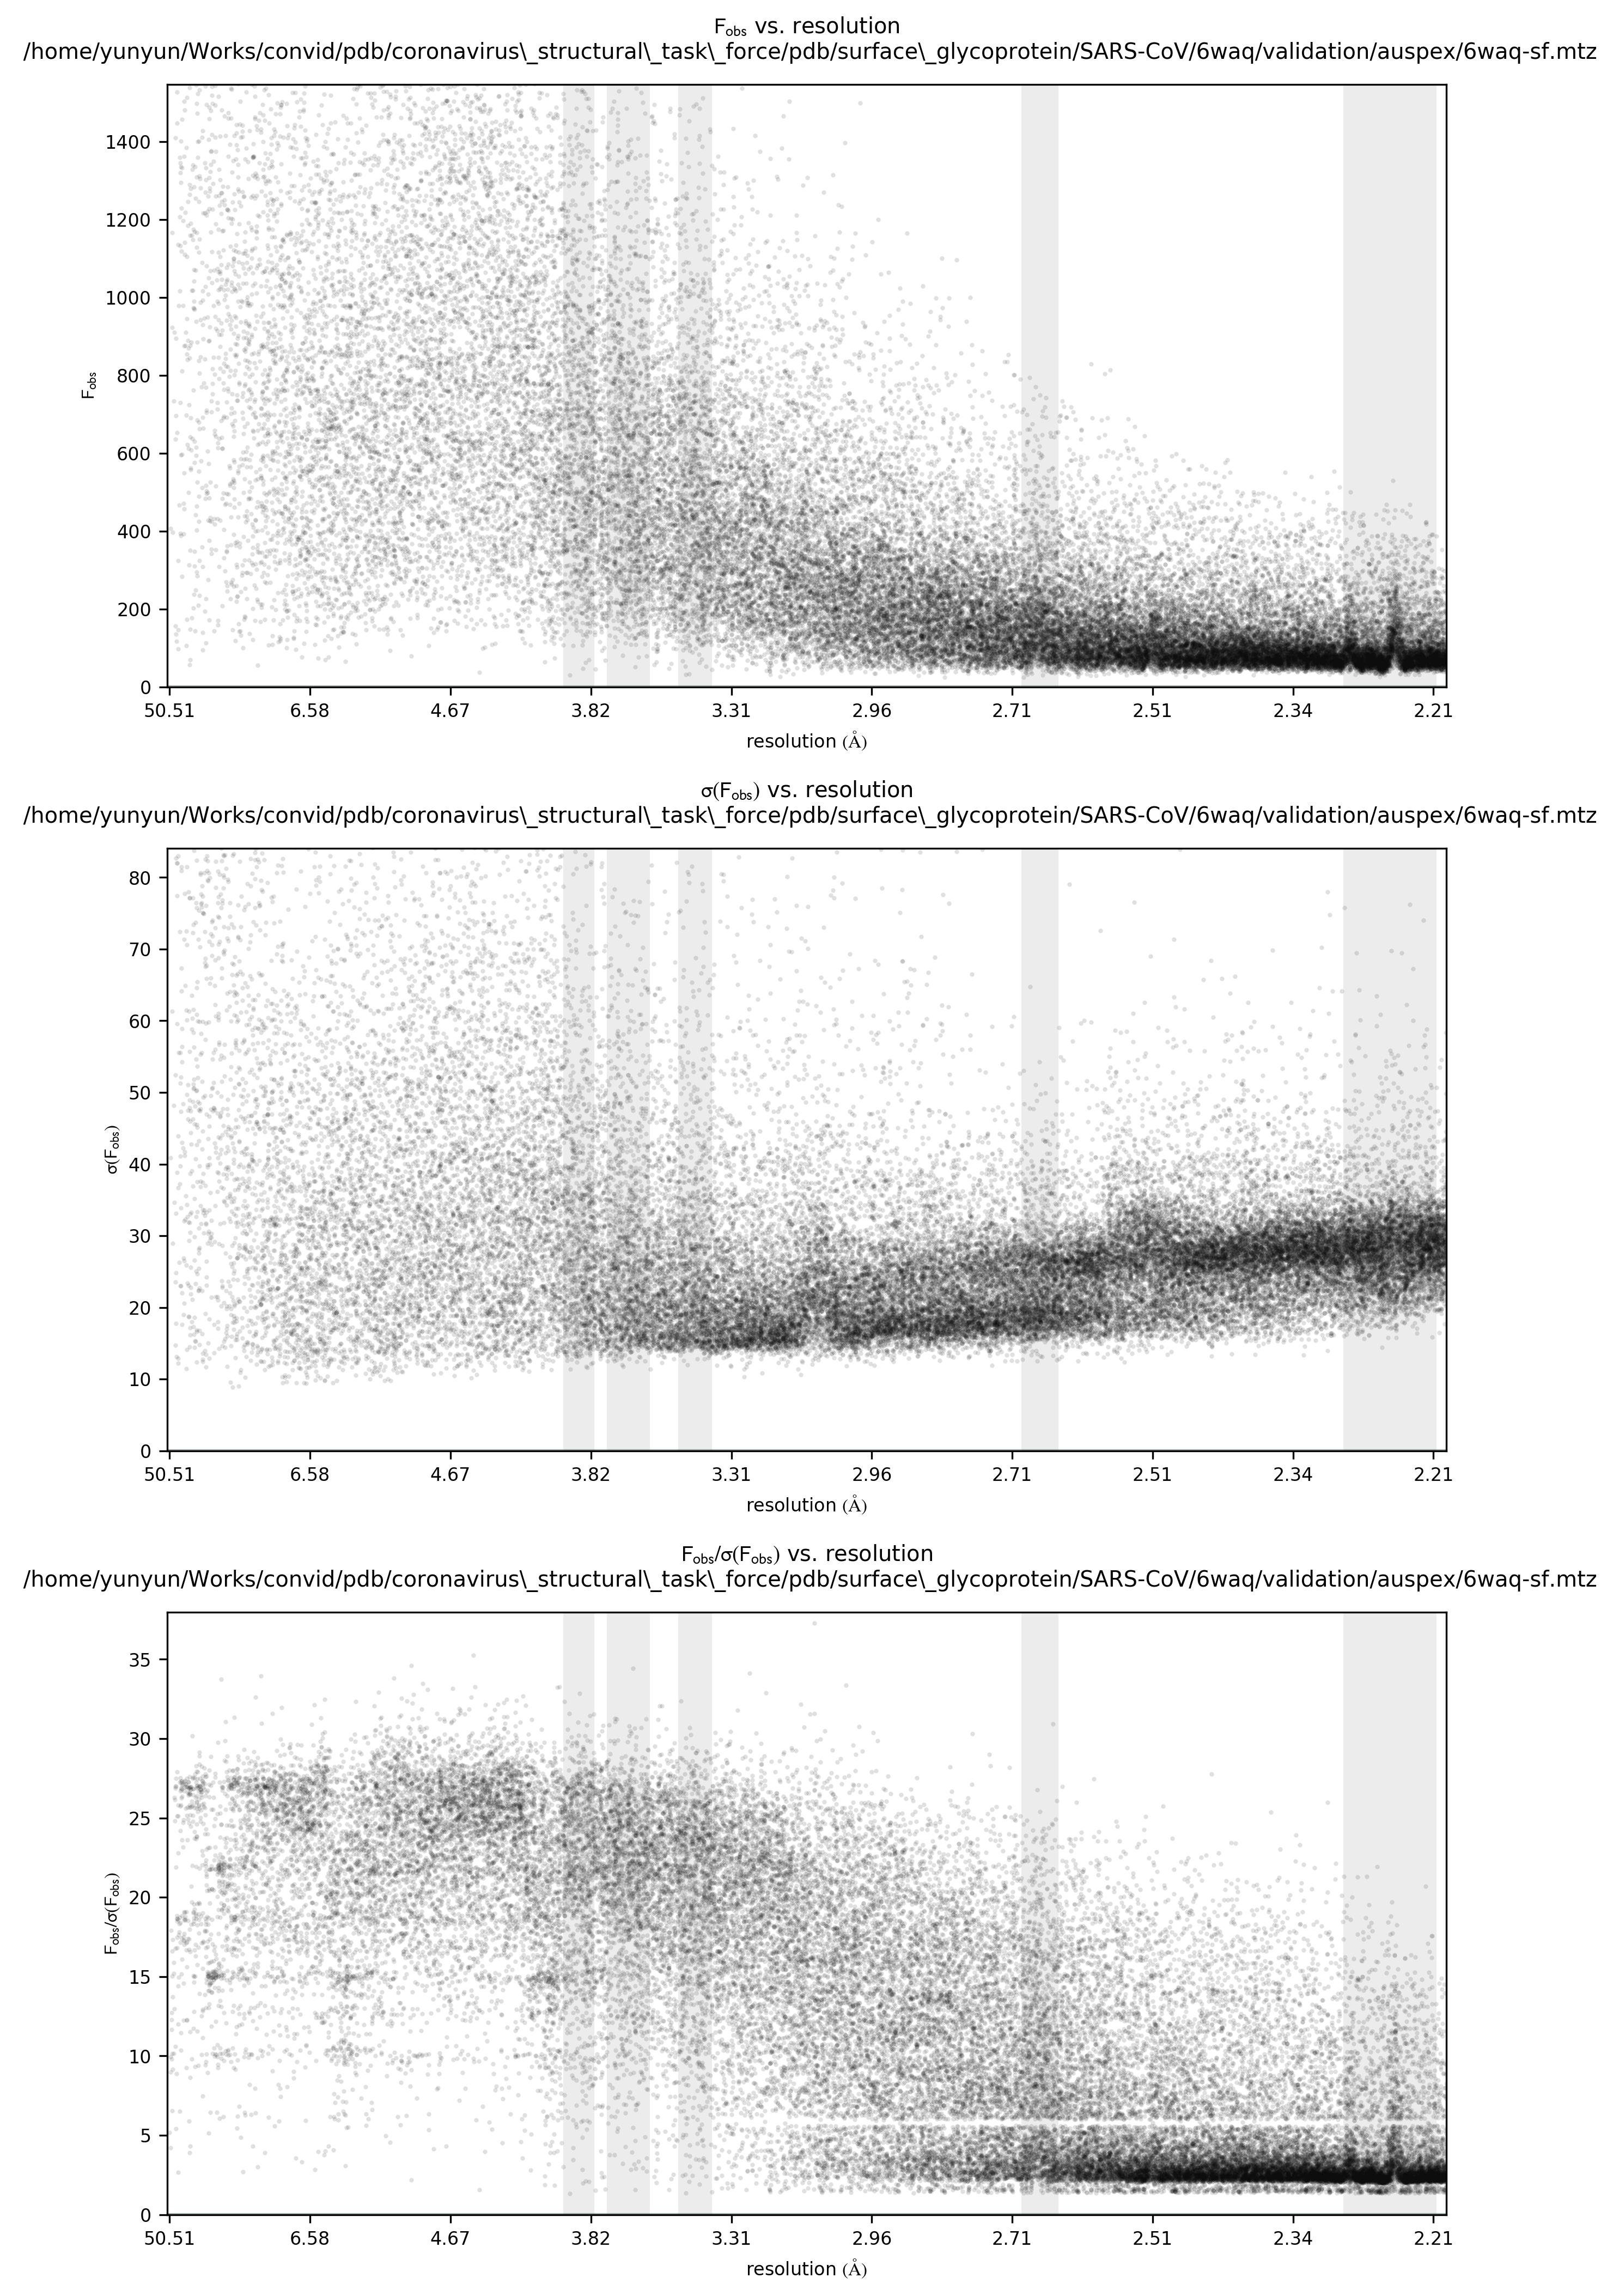 Fobs vs. resolution
/home/yunyun/Works/convid/pdb/coronavirus\_structural\_task\_force/pdb/surface\_glycoprotein/SARS-CoV/6waq/validation/auspex/6waq-sf.mtz
1400
1200
1000
800
600
400
200
0
Fobs
50.51 6.58 4.67 3.82 3.31 2.96 2.71 2.51 2.34 2.21
resolution (Å)
σ(Fobs) vs. resolution
/home/yunyun/Works/convid/pdb/coronavirus\_structural\_task\_force/pdb/surface\_glycoprotein/SARS-CoV/6waq/validation/auspex/6waq-sf.mtz
80
70
60
50
40
30
20
10
0
σ(Fobs)
50.51 6.58 4.67 3.82 3.31 2.96 2.71 2.51 2.34 2.21
resolution (Å)
Fobs/σ(Fobs) vs. resolution
/home/yunyun/Works/convid/pdb/coronavirus\_structural\_task\_force/pdb/surface\_glycoprotein/SARS-CoV/6waq/validation/auspex/6waq-sf.mtz
35
30
25
20
15
10
5
0
Fobs/σ(Fobs)
50.51 6.58 4.67 3.82 3.31 2.96 2.71 2.51 2.34 2.21
resolution (Å)